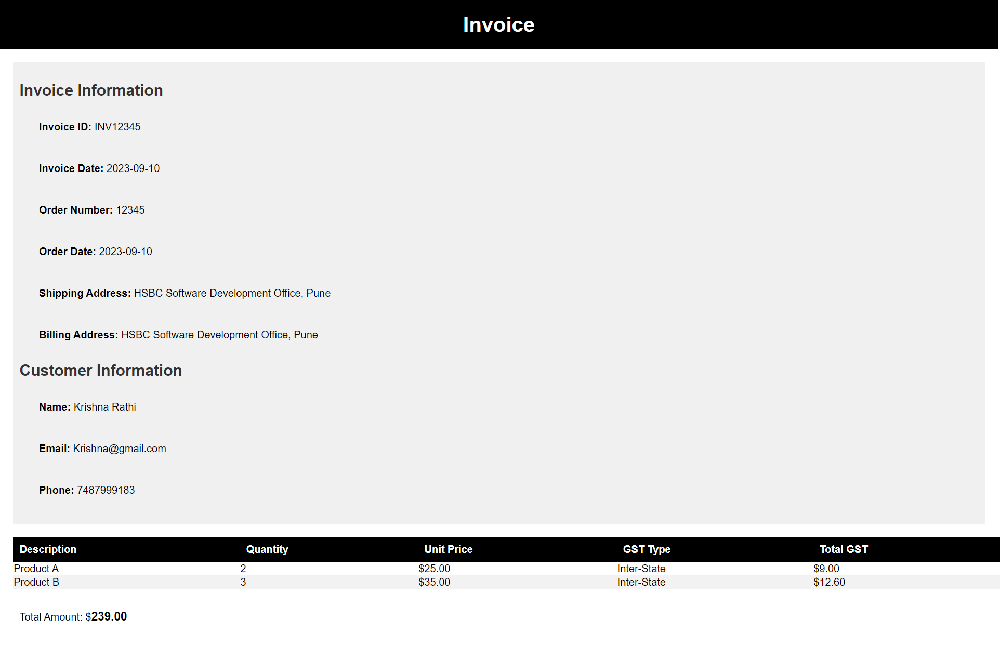 Invoice
Invoice Information
Invoice ID: INV12345
Invoice Date: 2023-09-10
Order Number: 12345
Order Date: 2023-09-10
Shipping Address: HSBC Software Development Office, Pune
Billing Address: HSBC Software Development Office, Pune
Customer Information
Name: Krishna Rathi
Email: Krishna@gmail.com
Phone: 7487999183
Description Quantity Unit Price GST Type Total GST
Product A 2 $25.00 Inter-State $9.00
Product B 3 $35.00 Inter-State $12.60
Total Amount: $239.00